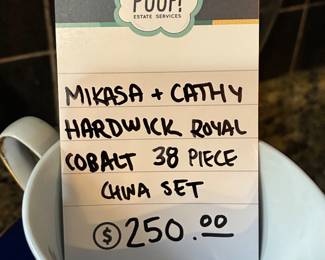 POOF!
ESTATE SERVICES
MIKASA + CATHY
HARDWICK ROYAL
COBALT 38 PIECE
CHINA SET
$250.00